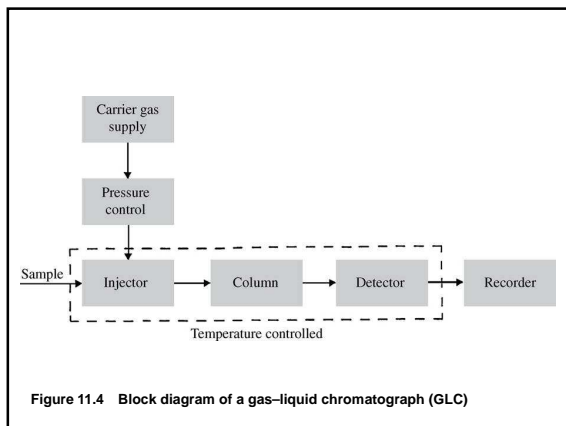 Carrier gas
supply
Pressure
control
Sample
Injector
Column
Detector
Recorder
Temperature controlled
Figure 11.4 Block diagram of a gas–liquid chromatograph (GLC)